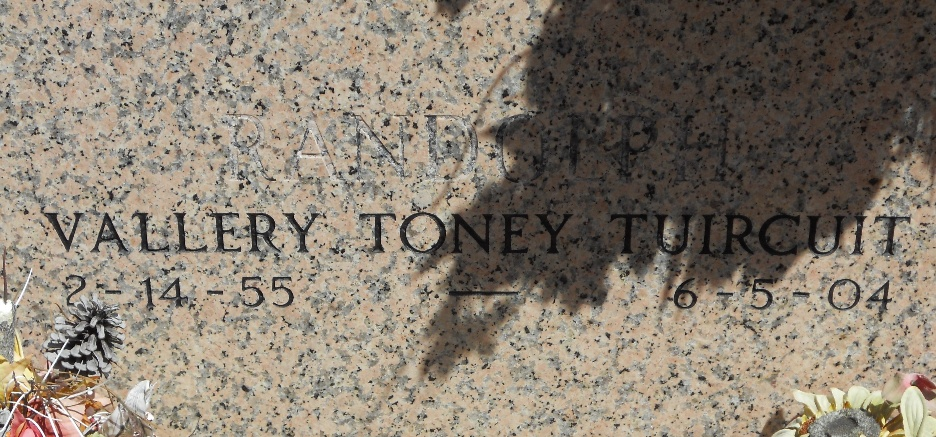 RANDOLPH
VALLERY TONEY TUIRCUIT
2-14-55 — 6-5-04